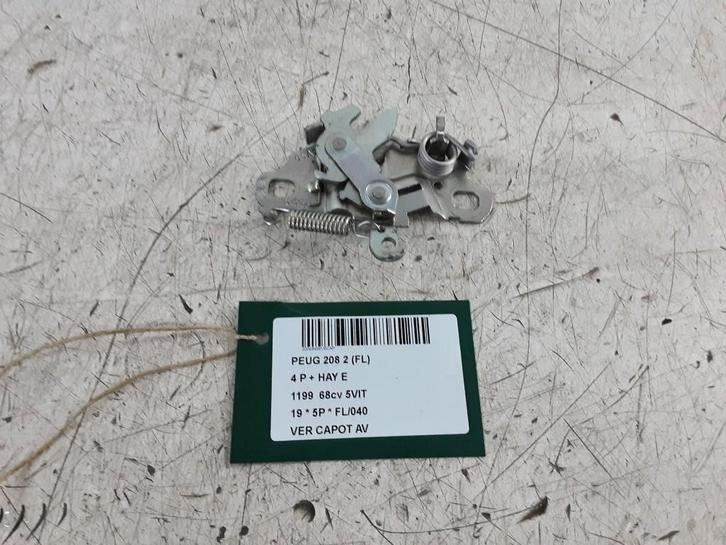 PEUG 208 2 (FL)
4 P + HAY E
1199 68cv 5VIT
19 * 5P * FL/040
VER CAPOT AV